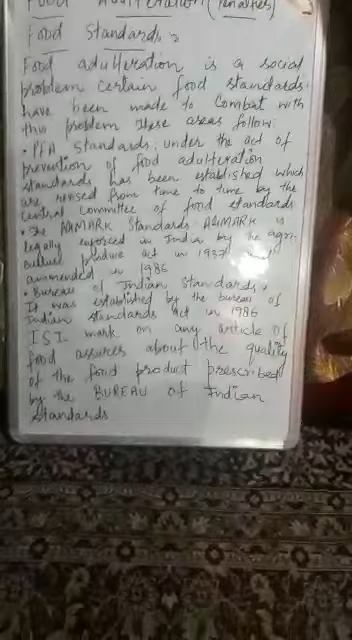 Food Adulteration (Penalties)
Food Standards:
Food adulteration is a social
problem certain food standards
have been made to combat with
this problem These areas follow:
• PFA Standards: under the act of
prevention of food adulteration
standards has been established which
are revised from time to time by the
central committee of food standards
• The AGMARK Standards: AGMARK is
legally enforced in India by the agri-
culture produce act in 1937 and
ammended in 1986
• Bureau of Indian Standards:
It was established by the bureau of
Indian standards act in 1986
ISI mark on any article of
food assures about the quality
of the food product prescribed
by the BUREAU of Indian
Standards